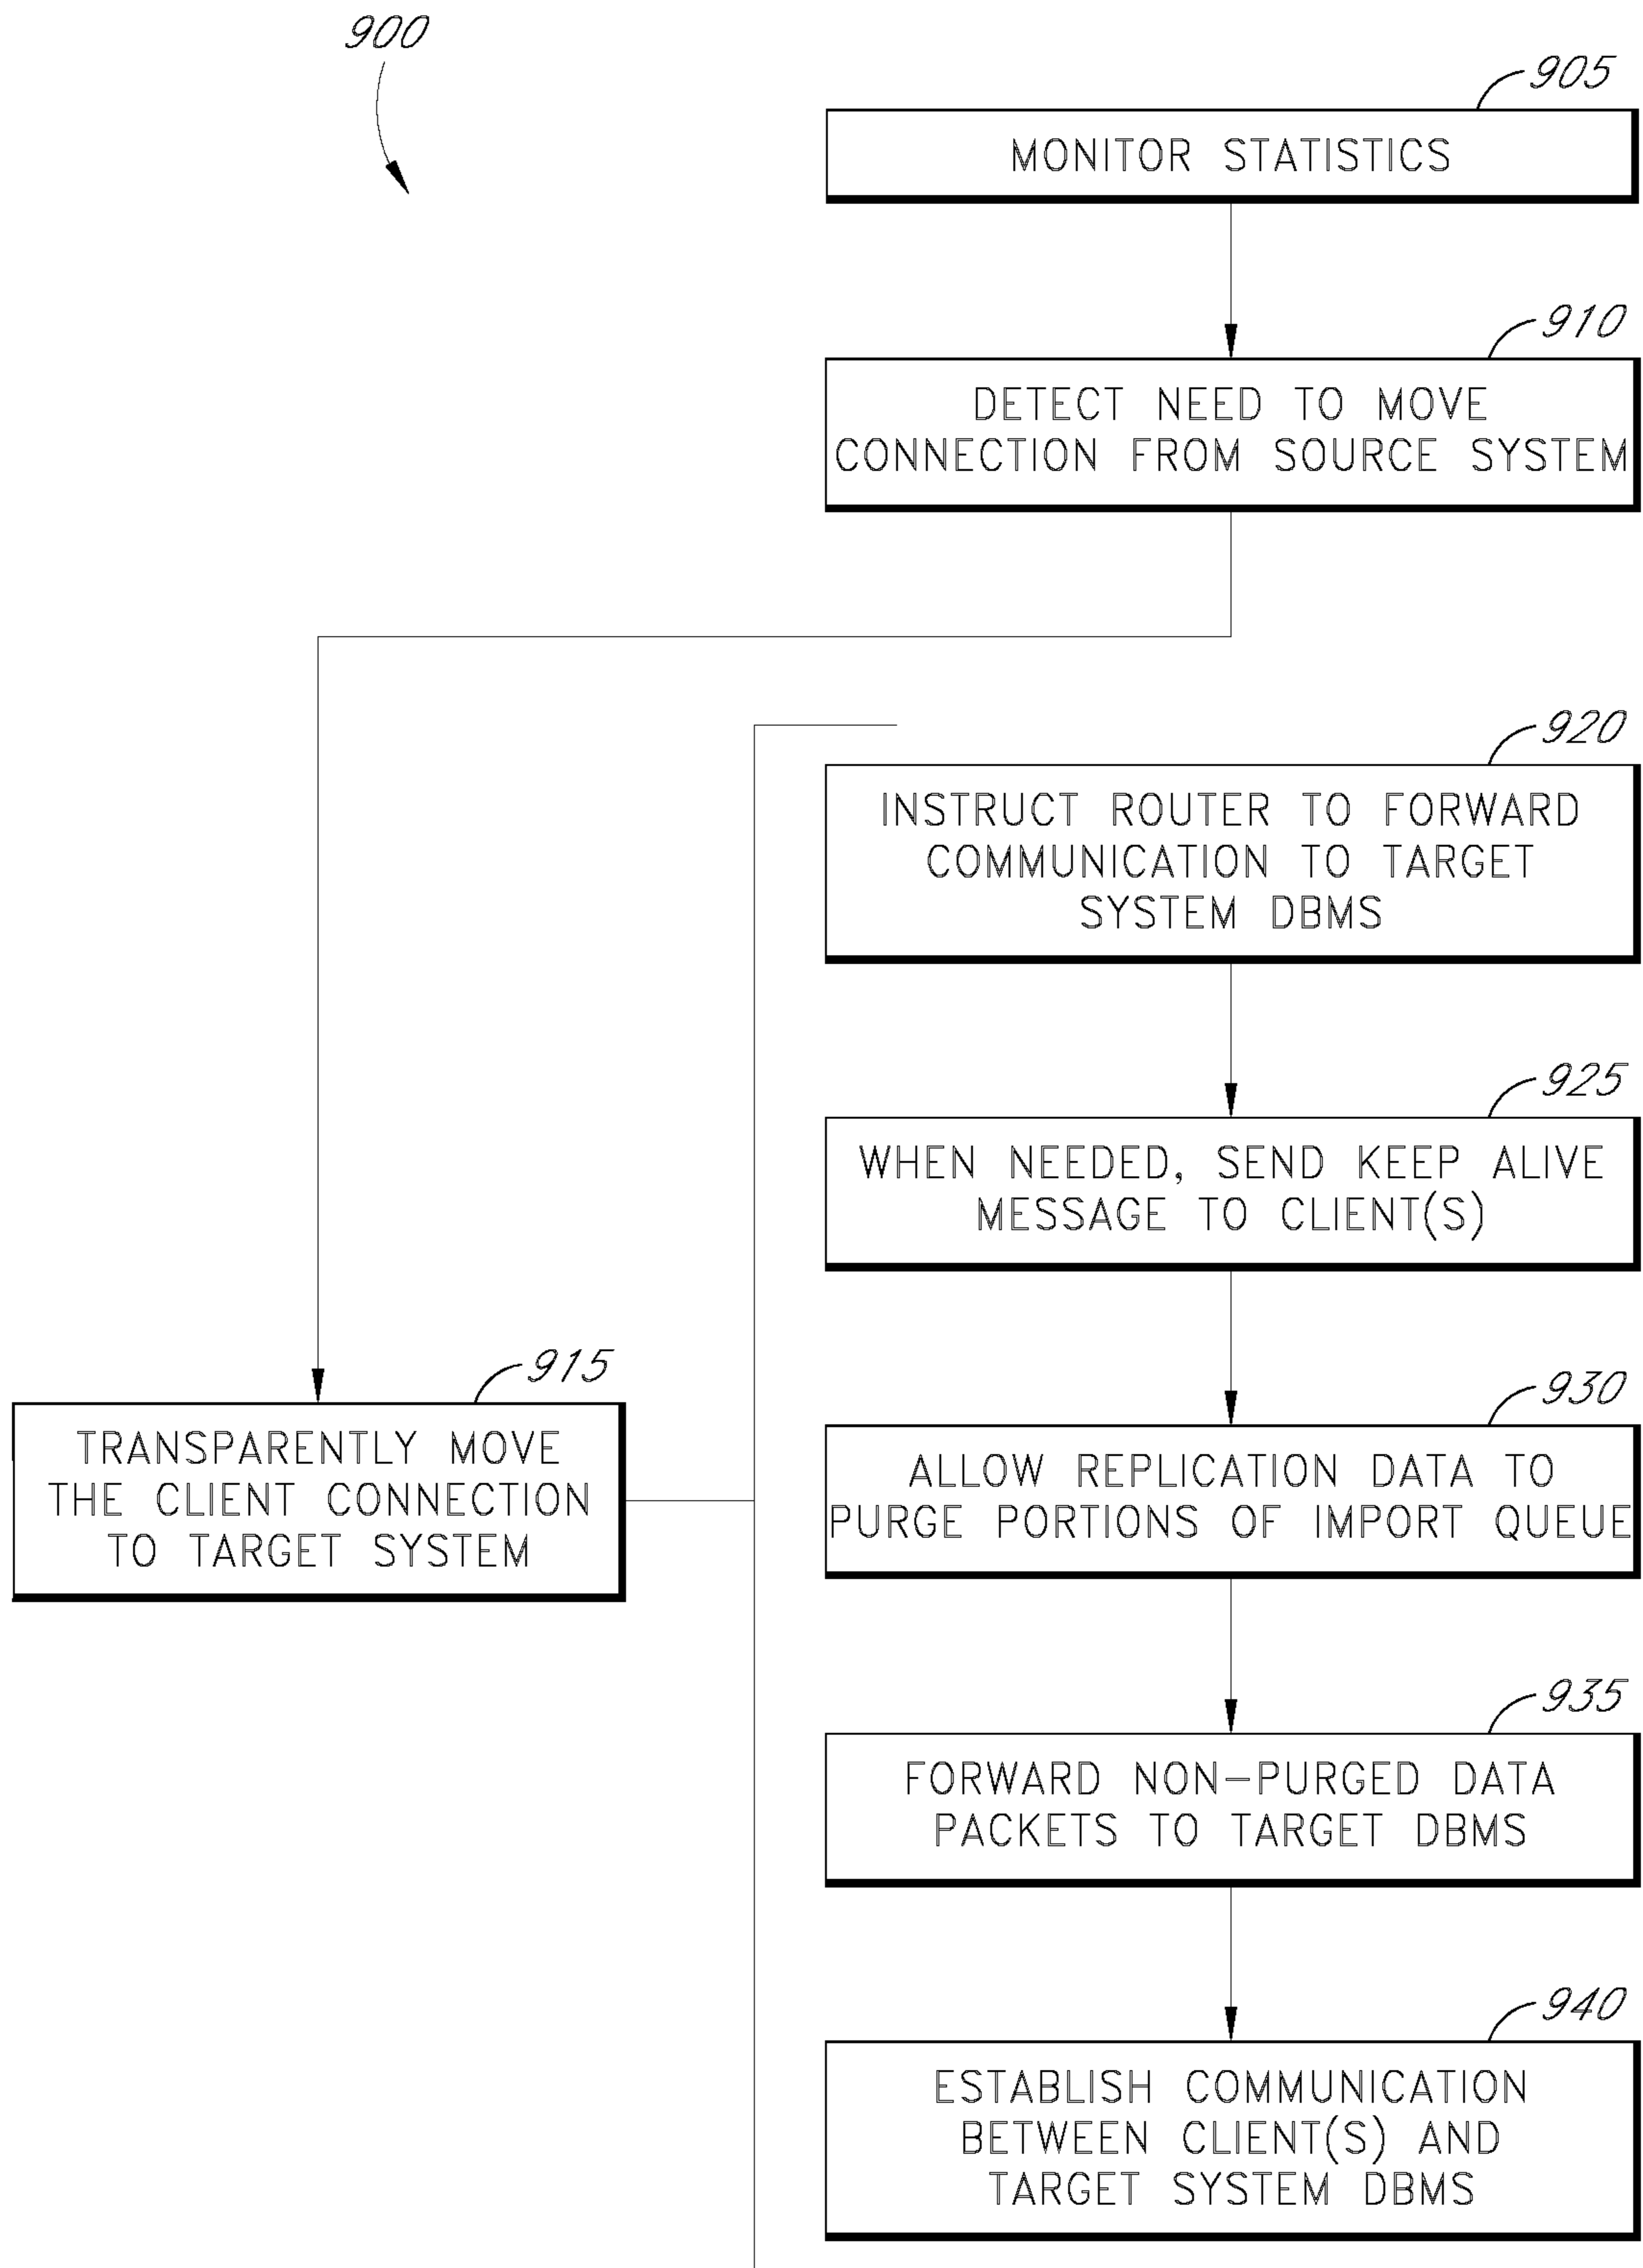 900
905
MONITOR STATISTICS
910
DETECT NEED TO MOVE
CONNECTION FROM SOURCE SYSTEM
915
TRANSPARENTLY MOVE
THE CLIENT CONNECTION
TO TARGET SYSTEM
920
INSTRUCT ROUTER TO FORWARD
COMMUNICATION TO TARGET
SYSTEM DBMS
925
WHEN NEEDED, SEND KEEP ALIVE
MESSAGE TO CLIENT(S)
930
ALLOW REPLICATION DATA TO
PURGE PORTIONS OF IMPORT QUEUE
935
FORWARD NON-PURGED DATA
PACKETS TO TARGET DBMS
940
ESTABLISH COMMUNICATION
BETWEEN CLIENT(S) AND
TARGET SYSTEM DBMS